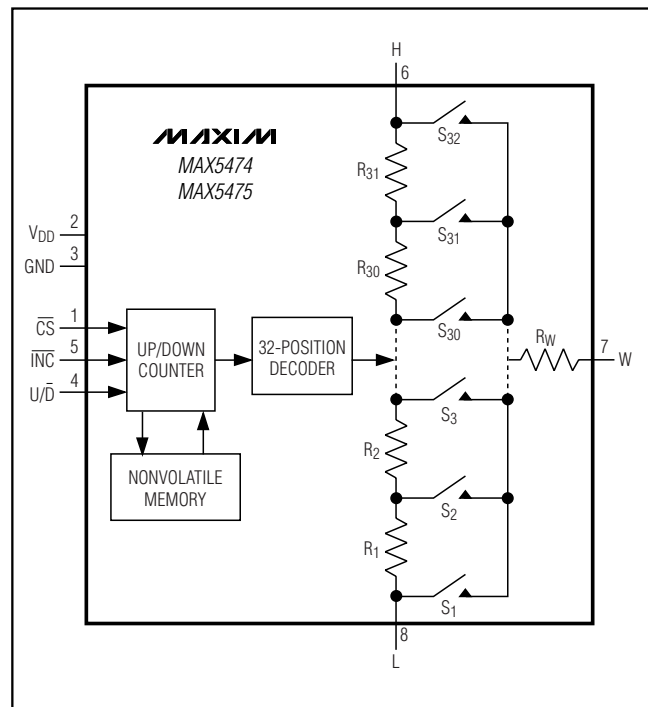 H
6
MAXIM
MAX5474
MAX5475
S32
R31
VDD 2
GND 3
S31
R30
CS 1
INC 5
U/D 4
UP/DOWN
COUNTER
32-POSITION
DECODER
S30
RW
7
W
S3
R2
NONVOLATILE
MEMORY
S2
R1
S1
8
L